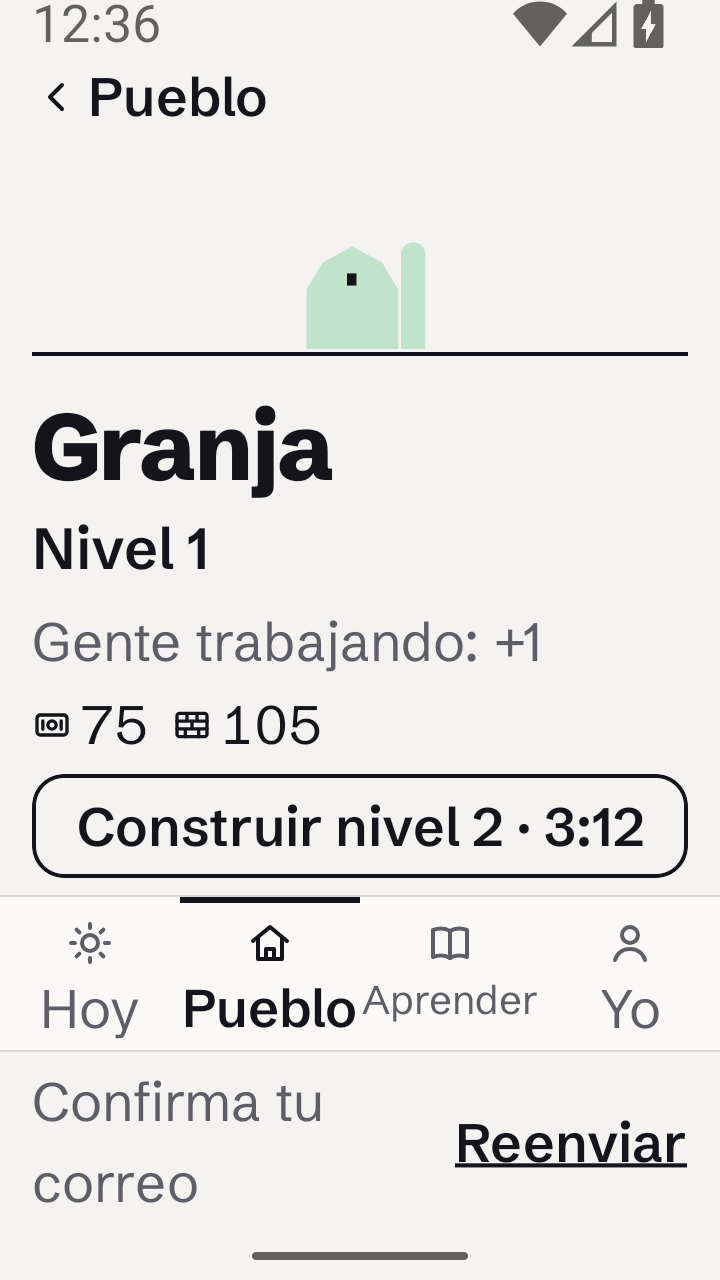 12:36
Pueblo
Granja
Nivel 1
Gente trabajando: +1
75 105
Construir nivel 2 · 3:12
Hoy Pueblo Aprender Yo
Confirma tu
correo
Reenviar